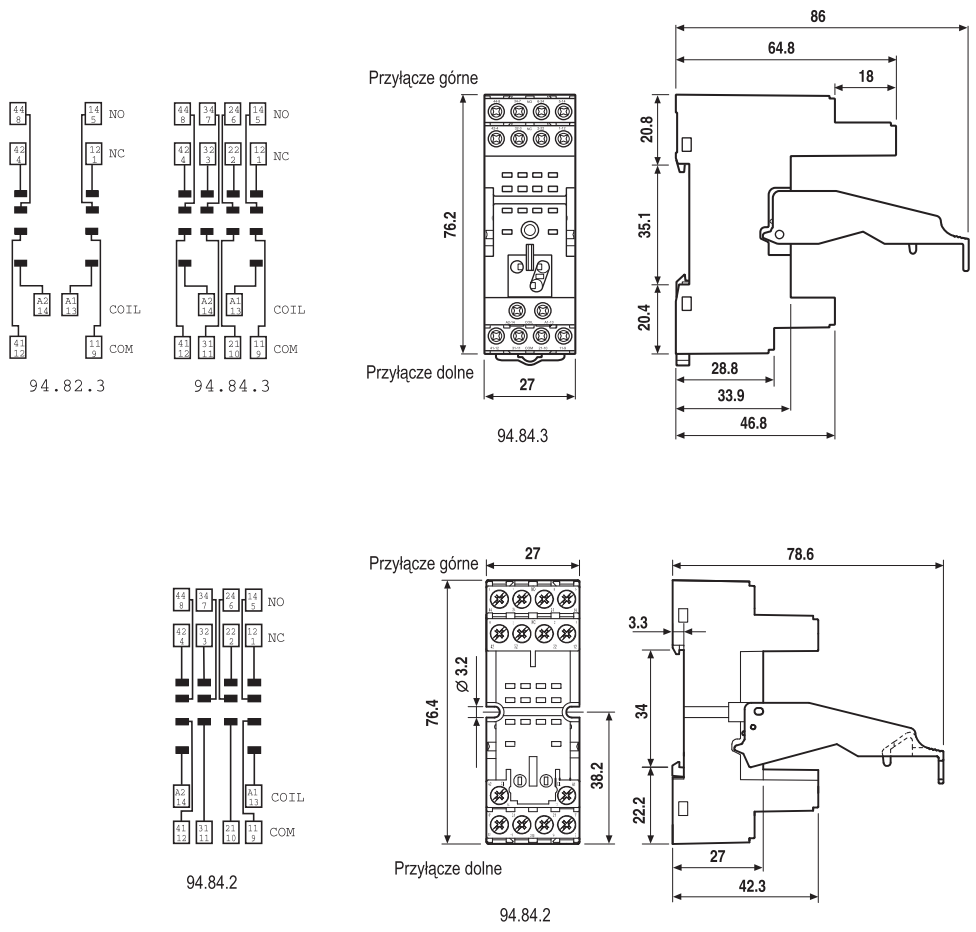 86
64.8
18
Przyłącze górne
44 14 NO
8 5
44 34 24 14 NO
8 7 6 5
42 12 NC
4 1
42 32 22 12 NC
4 3 2 1
20.8
76.2
35.1
A2 A1 COIL
14 13
A2 A1 COIL
14 13
20.4
41 11 COM
12 9
41 31 21 11 COM
12 11 10 9
94.82.3
94.84.3
Przyłącze dolne
27
28.8
33.9
46.8
94.84.3
Przyłącze górne
27
78.6
44 34 24 14 NO
8 7 6 5
42 32 22 12 NC
4 3 2 1
3.3
Ø 3.2
76.4
34
38.2
A2 A1 COIL
14 13
22.2
41 31 21 11 COM
12 11 10 9
Przyłącze dolne
27
42.3
94.84.2
94.84.2